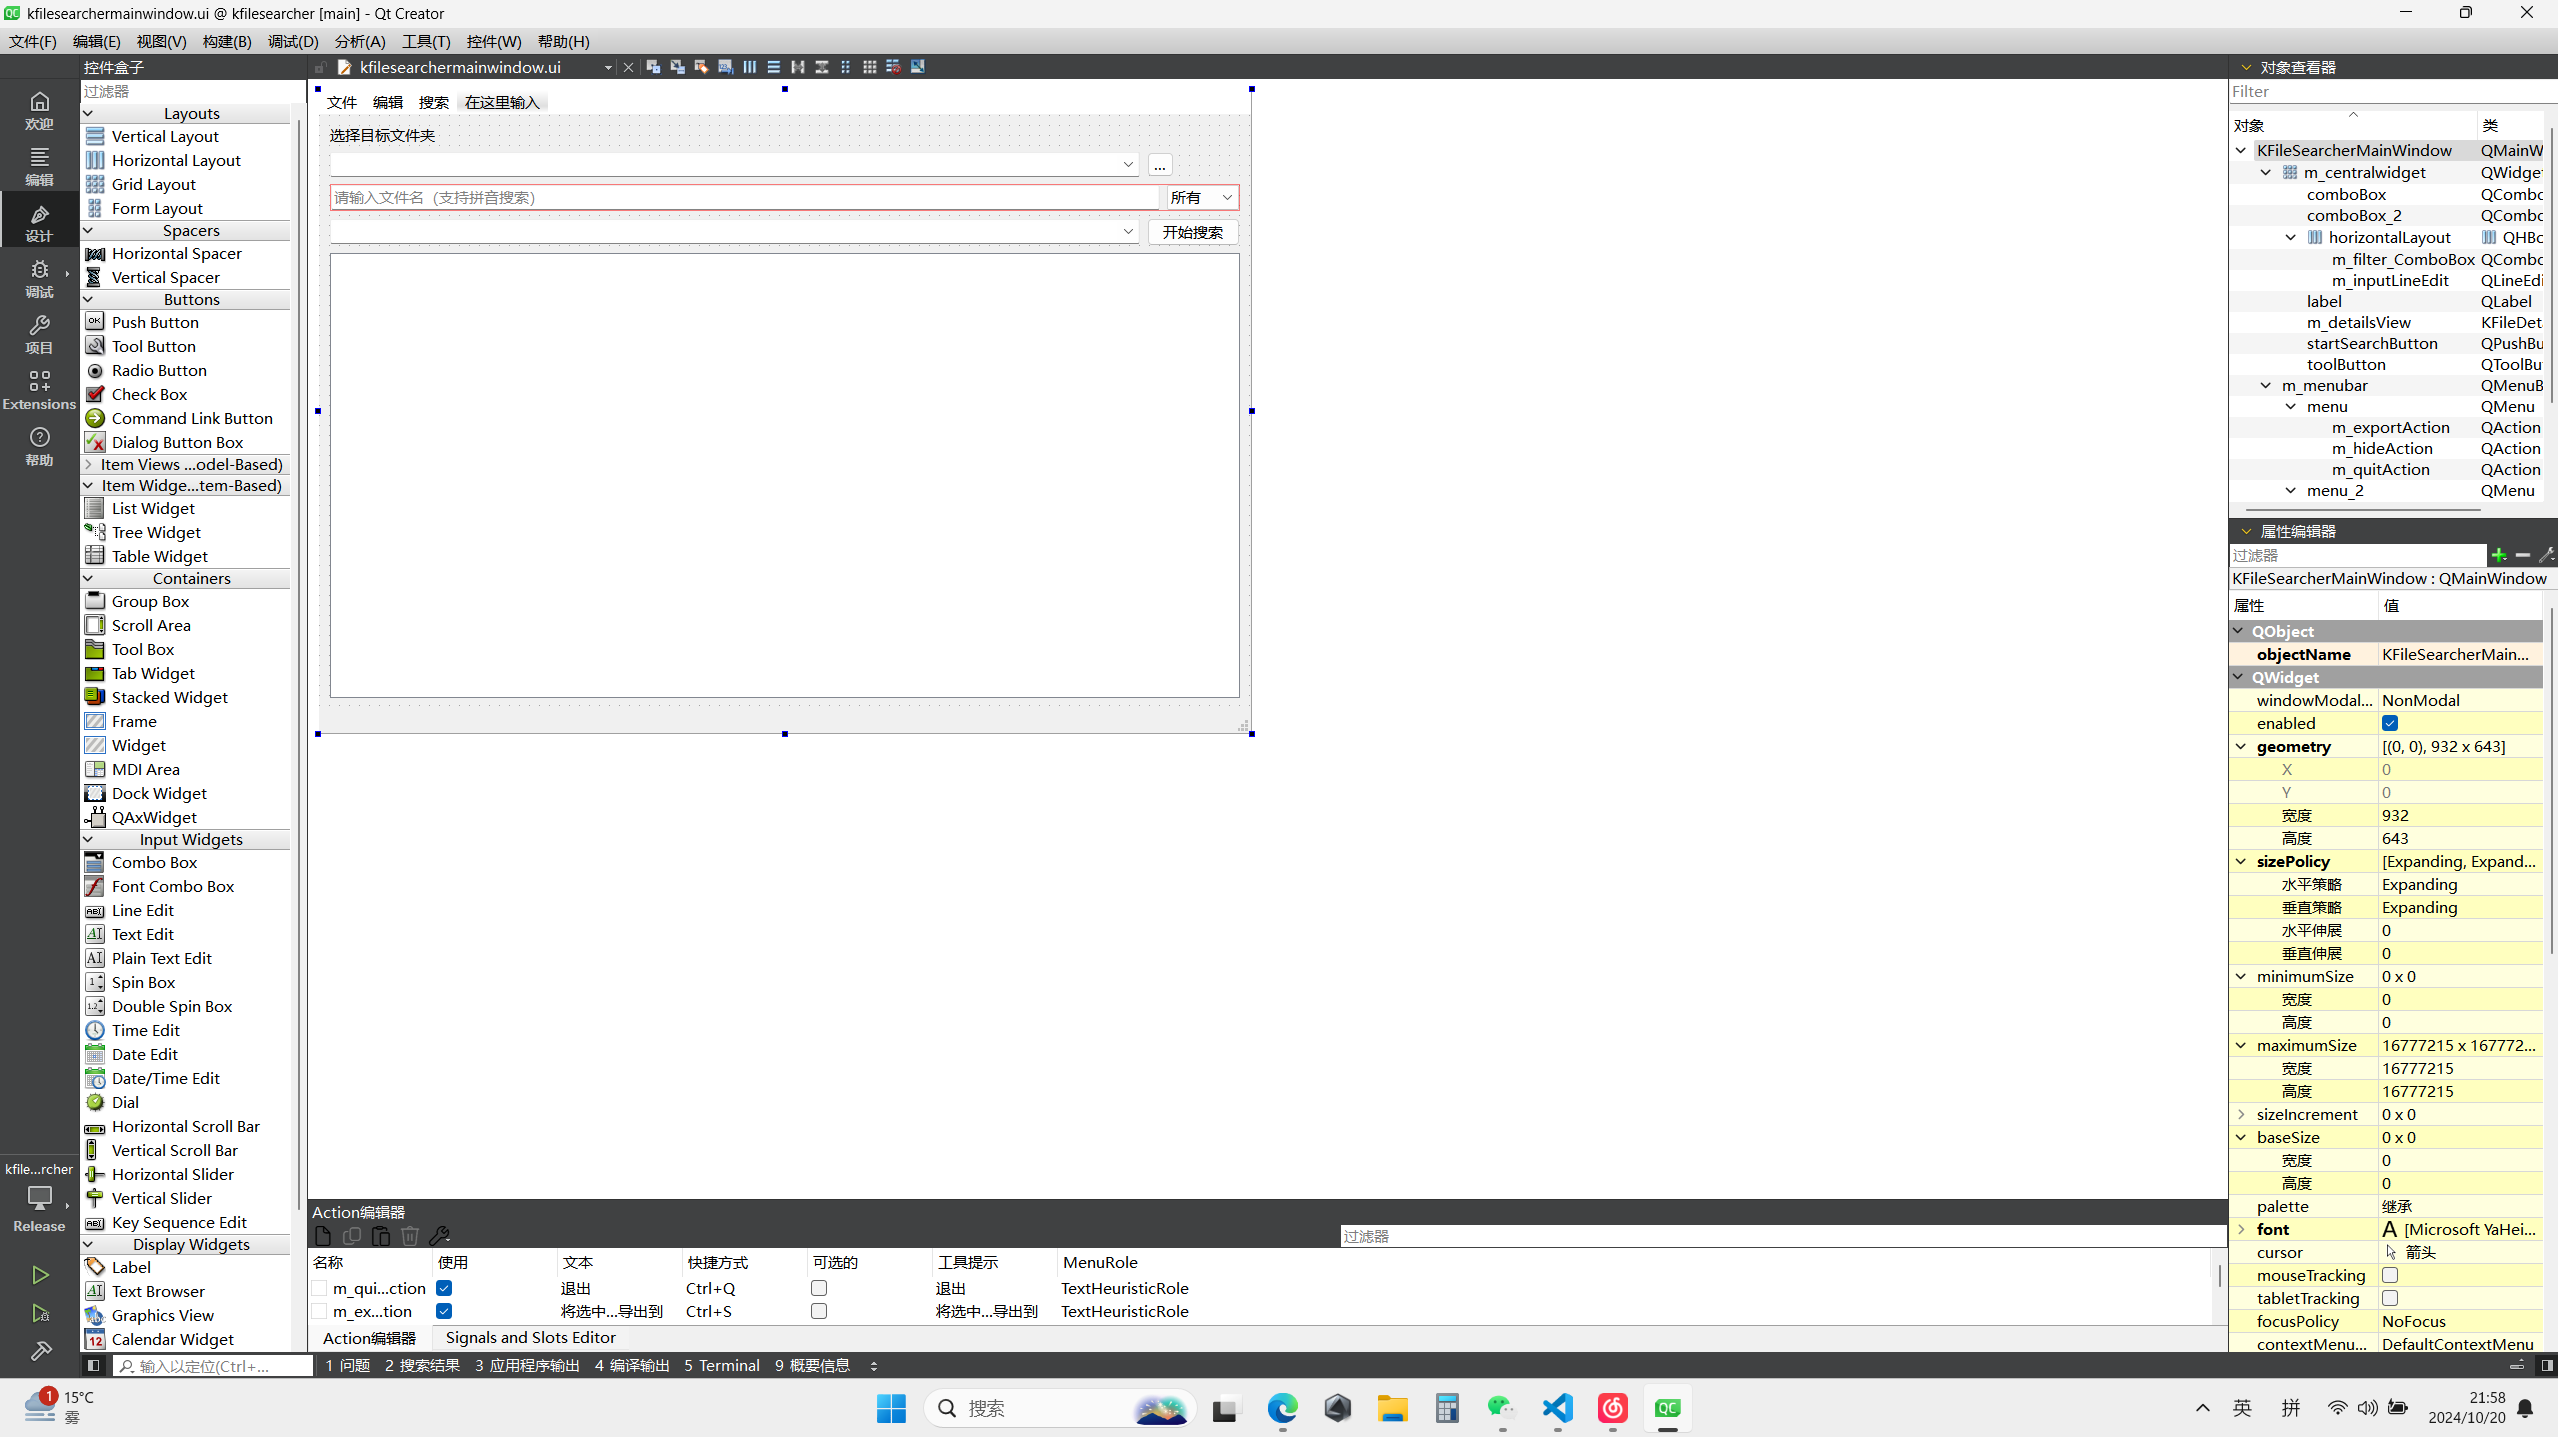 kfilesearchermainwindow.ui @ kfilesearcher [main] - Qt Creator
文件(F) 编辑(E) 视图(V) 构建(B) 调试(D) 分析(A) 工具(T) 控件(W) 帮助(H)
欢迎
编辑
设计
调试
项目
Extensions
帮助
kfile...rcher
Release
控件盒子
过滤器
Layouts
Vertical Layout
Horizontal Layout
Grid Layout
Form Layout
Spacers
Horizontal Spacer
Vertical Spacer
Buttons
Push Button
Tool Button
Radio Button
Check Box
Command Link Button
Dialog Button Box
Item Views ...odel-Based)
Item Widge...tem-Based)
List Widget
Tree Widget
Table Widget
Containers
Group Box
Scroll Area
Tool Box
Tab Widget
Stacked Widget
Frame
Widget
MDI Area
Dock Widget
QAxWidget
Input Widgets
Combo Box
Font Combo Box
Line Edit
Text Edit
Plain Text Edit
Spin Box
Double Spin Box
Time Edit
Date Edit
Date/Time Edit
Dial
Horizontal Scroll Bar
Vertical Scroll Bar
Horizontal Slider
Vertical Slider
Key Sequence Edit
Display Widgets
Label
Text Browser
Graphics View
Calendar Widget
kfilesearchermainwindow.ui
文件 编辑 搜索 在这里输入
选择目标文件夹
...
请输入文件名（支持拼音搜索） 所有
开始搜索
Action编辑器
过滤器
名称 使用 文本 快捷方式 可选的 工具提示 MenuRole
m_qui...ction 退出 Ctrl+Q 退出 TextHeuristicRole
m_ex...tion 将选中...导出到 Ctrl+S 将选中...导出到 TextHeuristicRole
Action编辑器 Signals and Slots Editor
对象查看器
Filter
对象 类
KFileSearcherMainWindow QMainW
m_centralwidget QWidge
comboBox QCombo
comboBox_2 QCombo
horizontalLayout QHBo
m_filter_ComboBox QCombo
m_inputLineEdit QLineEdi
label QLabel
m_detailsView KFileDet
startSearchButton QPushBu
toolButton QToolBu
m_menubar QMenuB
menu QMenu
m_exportAction QAction
m_hideAction QAction
m_quitAction QAction
menu_2 QMenu
属性编辑器
过滤器
KFileSearcherMainWindow : QMainWindow
属性 值
QObject
objectName KFileSearcherMain...
QWidget
windowModal... NonModal
enabled
geometry [(0, 0), 932 x 643]
X 0
Y 0
宽度 932
高度 643
sizePolicy [Expanding, Expand...
水平策略 Expanding
垂直策略 Expanding
水平伸展 0
垂直伸展 0
minimumSize 0 x 0
宽度 0
高度 0
maximumSize 16777215 x 167772...
宽度 16777215
高度 16777215
sizeIncrement 0 x 0
baseSize 0 x 0
宽度 0
高度 0
palette 继承
font A [Microsoft YaHei...
cursor 箭头
mouseTracking
tabletTracking
focusPolicy NoFocus
contextMenu... DefaultContextMenu
输入以定位(Ctrl+... 1 问题 2 搜索结果 3 应用程序输出 4 编译输出 5 Terminal 9 概要信息
1
15°C
雾
搜索
QC
英 拼
21:58
2024/10/20